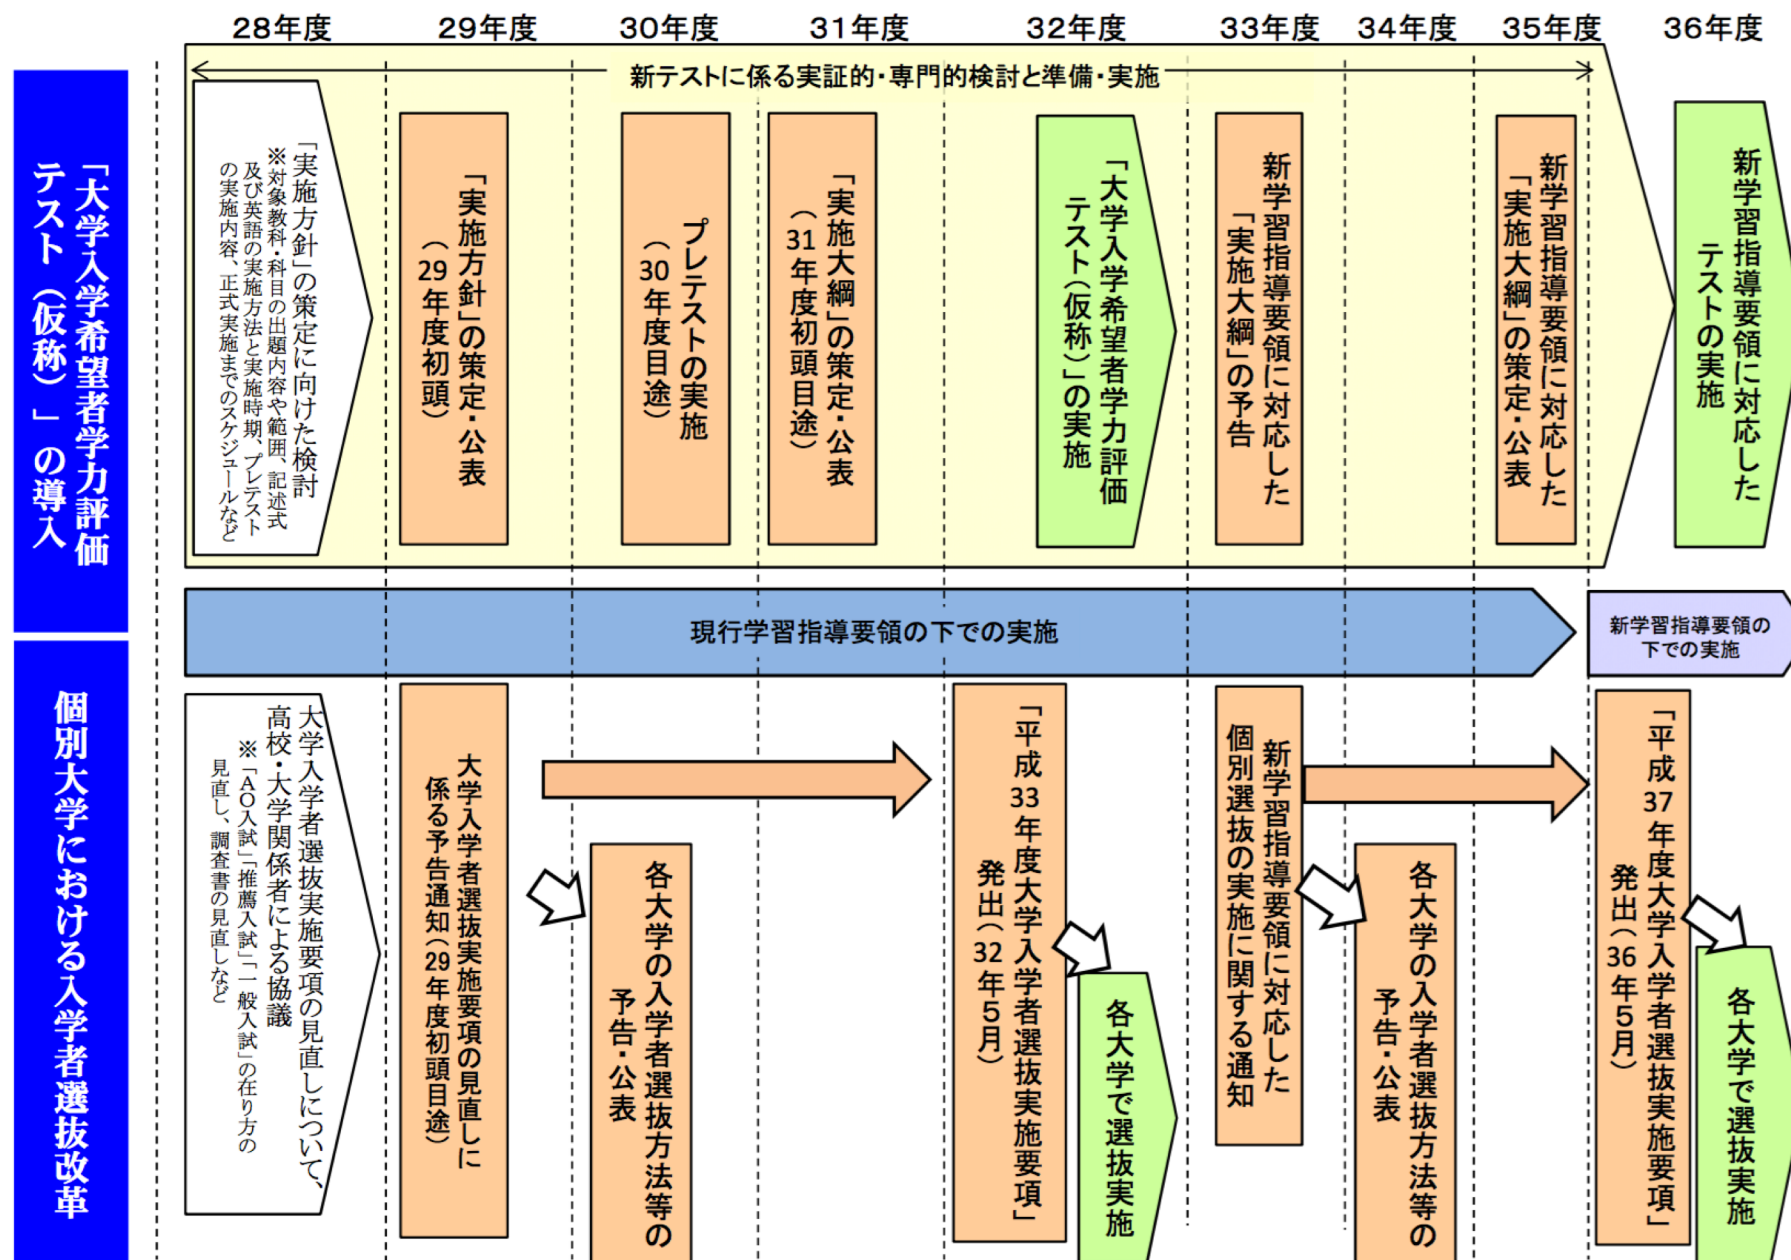 28年度
29年度
30年度
31年度
32年度
33年度
34年度
35年度
36年度
「大学入学希望者学力評価
テスト（仮称）」の導入
新テストに係る実証的・専門的検討と準備・実施
「実施方針」の策定に向けた検討
※対象教科・科目の出題内容や範囲、記述式
及び英語の実施方法と実施時期、プレテスト
の実施内容、正式実施までのスケジュールなど
「実施方針」の策定・公表
（29年度初頭）
プレテストの実施
（30年度目途）
「実施大綱」の策定・公表
（31年度初頭目途）
「大学入学希望者学力評価
テスト（仮称）」の実施
新学習指導要領に対応した
「実施大綱」の予告
新学習指導要領に対応した
「実施大綱」の策定・公表
新学習指導要領に対応した
テストの実施
現行学習指導要領の下での実施
新学習指導要領の
下での実施
個別大学における入学者選抜改革
大学入学者選抜実施要項の見直しについて、
高校・大学関係者による協議
※「AO入試」「推薦入試」「一般入試」の在り方の
見直し、調査書の見直しなど
大学入学者選抜実施要項の見直しに
係る予告通知（29年度初頭目途）
各大学の入学者選抜方法等の
予告・公表
「平成33年度大学入学者選抜実施要項」
発出（32年5月）
各大学で選抜実施
新学習指導要領に対応した
個別選抜の実施に関する通知
各大学の入学者選抜方法等の
予告・公表
「平成37年度大学入学者選抜実施要項」
発出（36年5月）
各大学で選抜実施